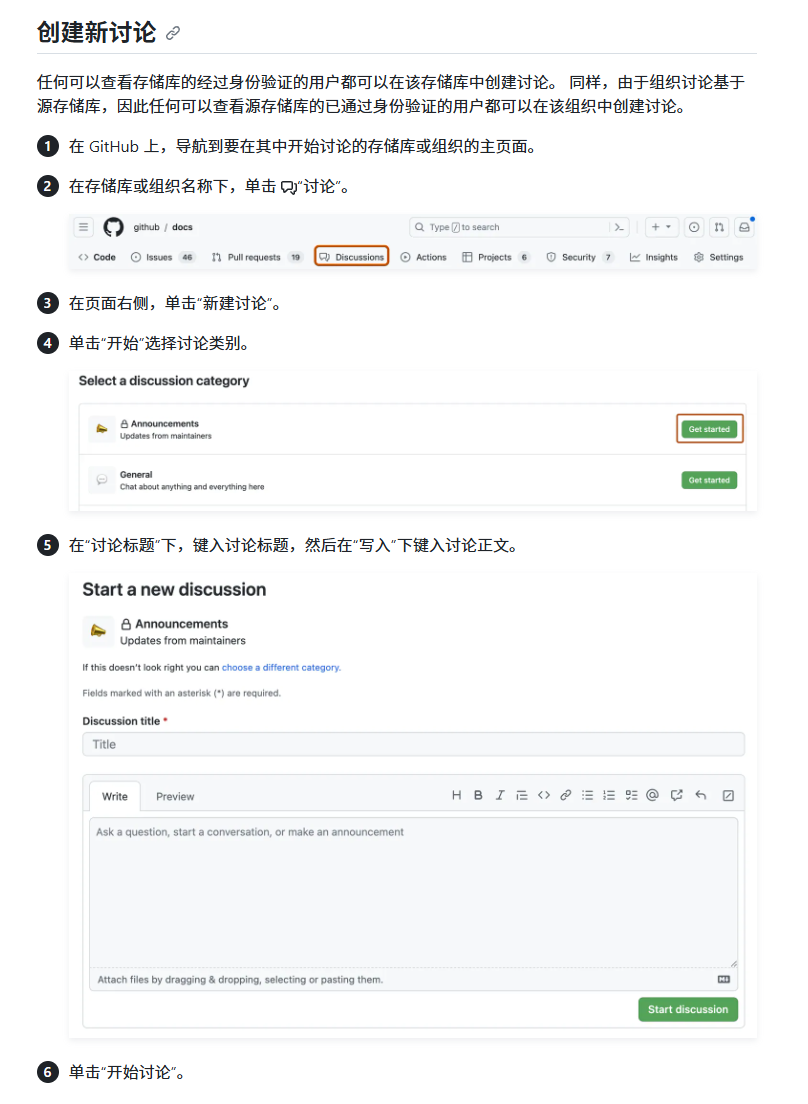 创建新讨论
任何可以查看存储库的经过身份验证的用户都可以在该存储库中创建讨论。 同样，由于组织讨论基于
源存储库，因此任何可以查看源存储库的已通过身份验证的用户都可以在该组织中创建讨论。
1 在 GitHub 上，导航到要在其中开始讨论的存储库或组织的主页面。
2 在存储库或组织名称下，单击 “讨论”。
github / docs Type / to search
Code Issues 46 Pull requests 19 Discussions Actions Projects 6 Security 7 Insights Settings
3 在页面右侧，单击“新建讨论”。
4 单击“开始”选择讨论类别。
Select a discussion category
Announcements
Updates from maintainers
Get started
General
Chat about anything and everything here
Get started
5 在“讨论标题”下，键入讨论标题，然后在“写入”下键入讨论正文。
Start a new discussion
Announcements
Updates from maintainers
If this doesn't look right you can choose a different category.
Fields marked with an asterisk (*) are required.
Discussion title *
Title
Write Preview H B I @
Ask a question, start a conversation, or make an announcement
Attach files by dragging & dropping, selecting or pasting them.
Start discussion
6 单击“开始讨论”。